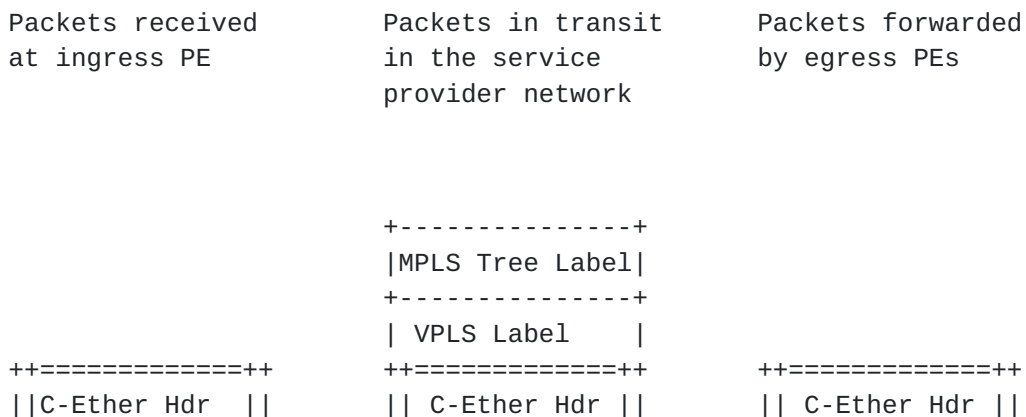 Packets received        Packets in transit      Packets forwarded
at ingress PE           in the service          by egress PEs
                        provider network

                        +---------------+
                        |MPLS Tree Label|
                        +---------------+
                        | VPLS Label    |
++=============++       ++=============++       ++=============++
||C-Ether Hdr  ||       || C-Ether Hdr ||       || C-Ether Hdr ||